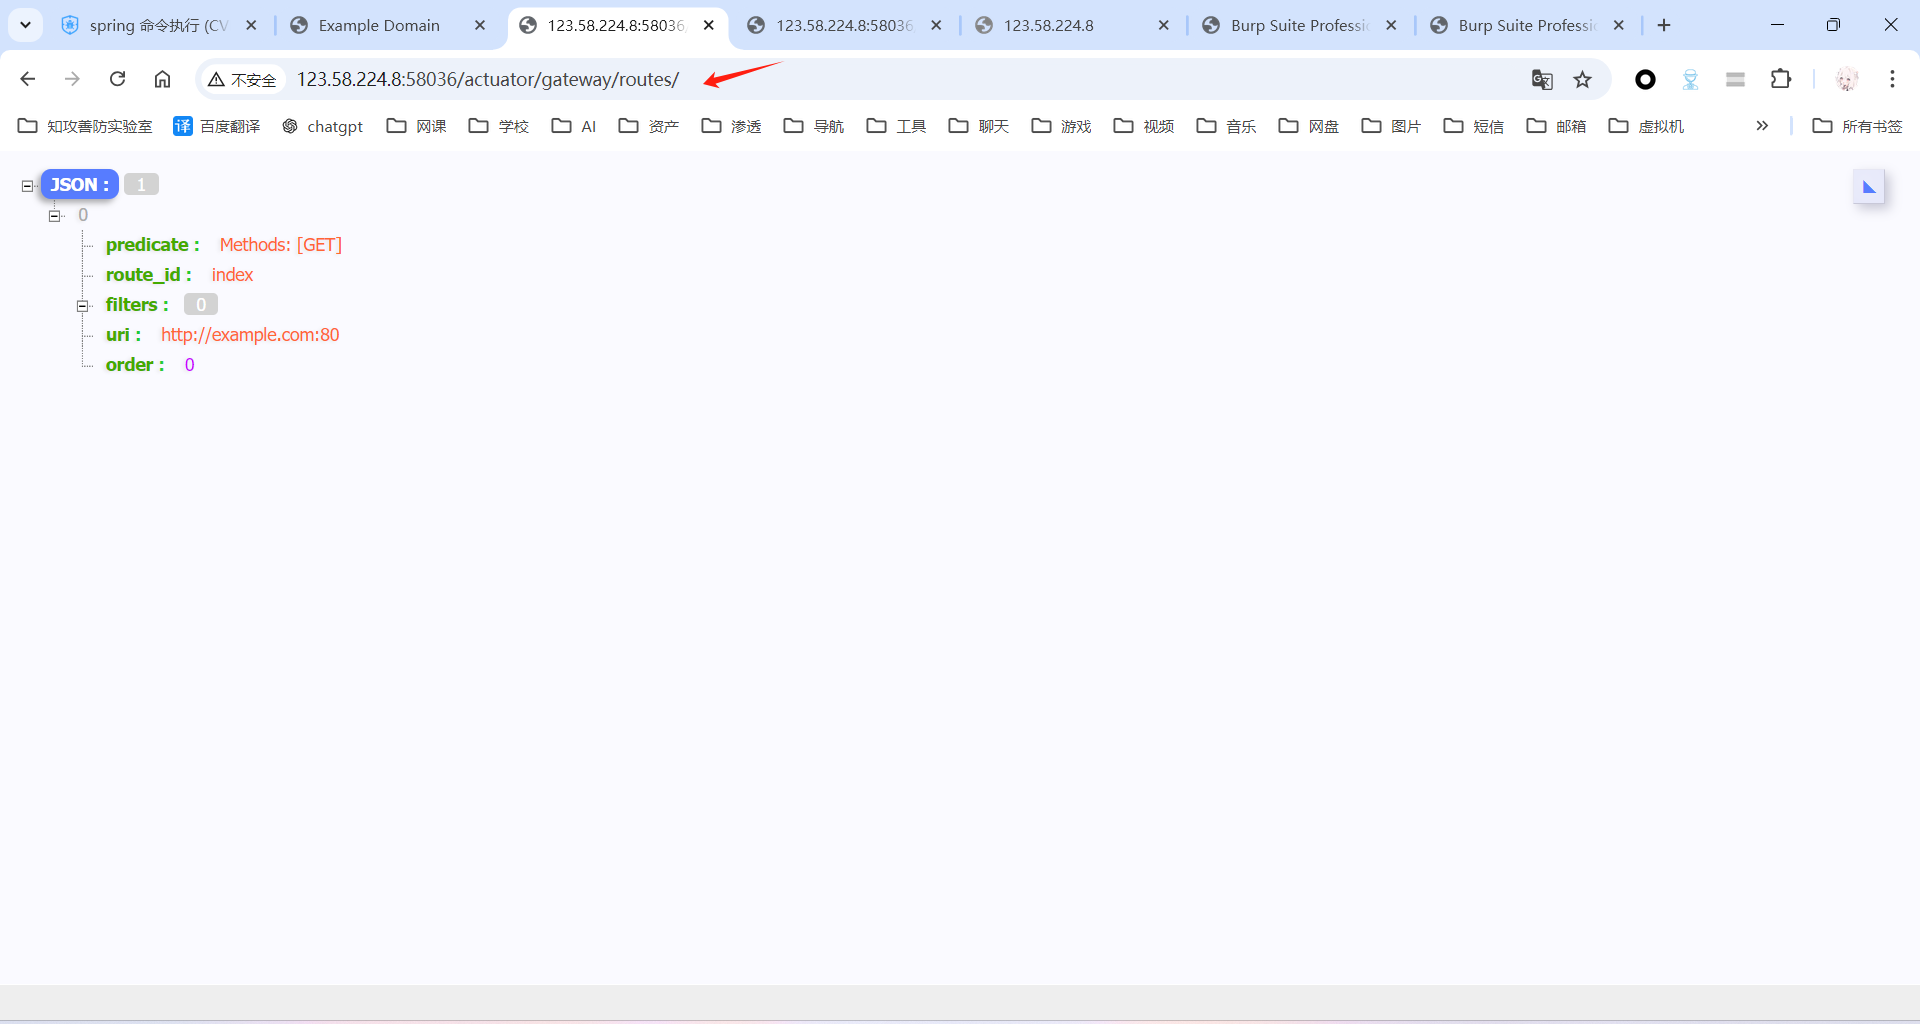 spring 命令执行 (CV
Example Domain
123.58.224.8:58036
123.58.224.8:58036
123.58.224.8
Burp Suite Professi
Burp Suite Professi
不安全 123.58.224.8:58036/actuator/gateway/routes/
知攻善防实验室 译 百度翻译 chatgpt 网课 学校 AI 资产 渗透 导航 工具 聊天 游戏 视频 音乐 网盘 图片 短信 邮箱 虚拟机 » 所有书签
JSON : 1
0
predicate : Methods: [GET]
route_id : index
filters : 0
uri : http://example.com:80
order : 0